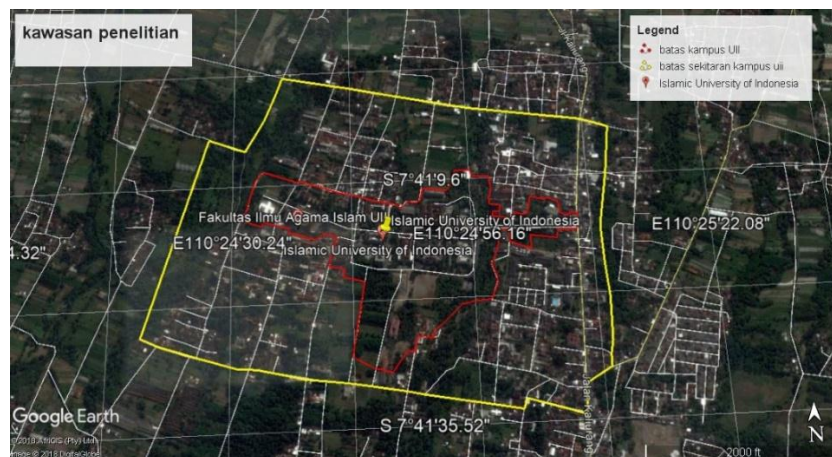 kawasan penelitian
Legend
batas kampus UII
batas sekitaran kampus uii
Islamic University of Indonesia
S 7°41'9.6"
Fakultas Ilmu Agama Islam UII
Islamic University of Indonesia
E110°24'30.24"
E110°24'56.16"
E110°25'22.08"
4.32"
Islamic University of Indonesia
Google Earth
S 7°41'35.52"
N
2000 ft